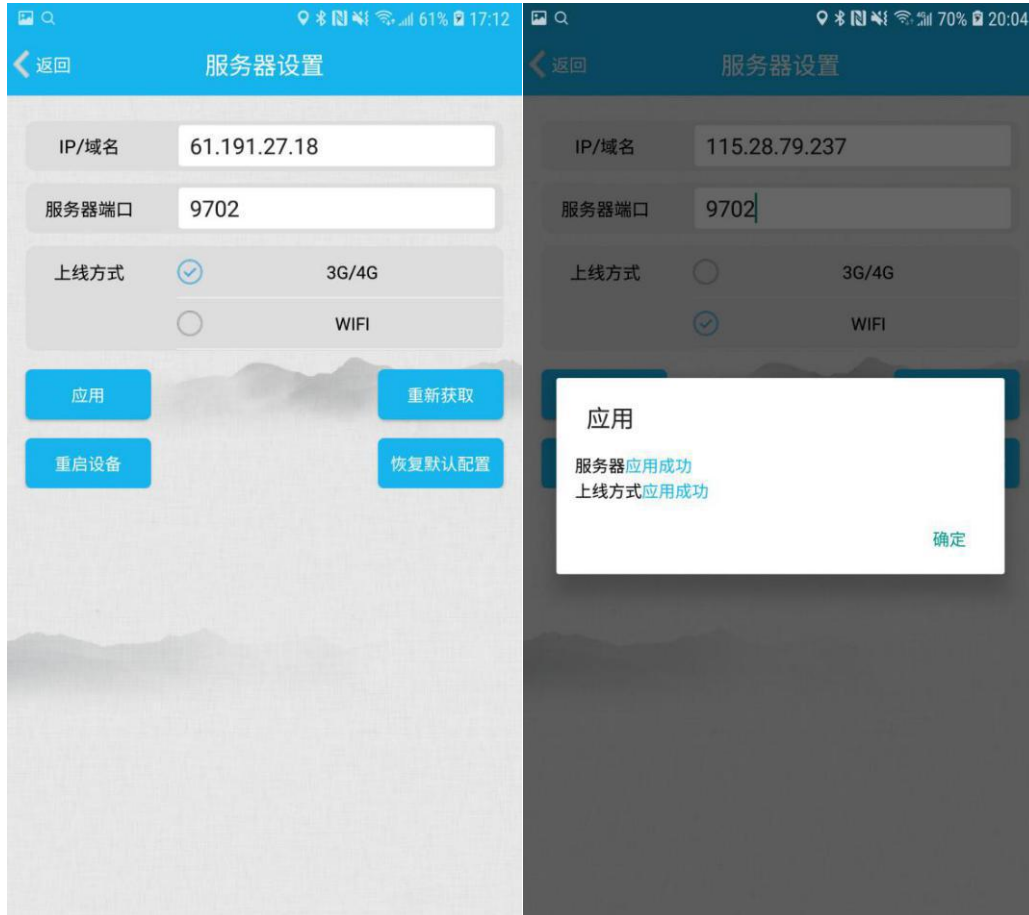 61% 17:12
返回 服务器设置
IP/域名 61.191.27.18
服务器端口 9702
上线方式 3G/4G
WIFI
应用 重新获取
重启设备 恢复默认配置
4G 70% 20:04
返回 服务器设置
IP/域名 115.28.79.237
服务器端口 9702
上线方式 3G/4G
WIFI
应用
服务器应用成功
上线方式应用成功
确定